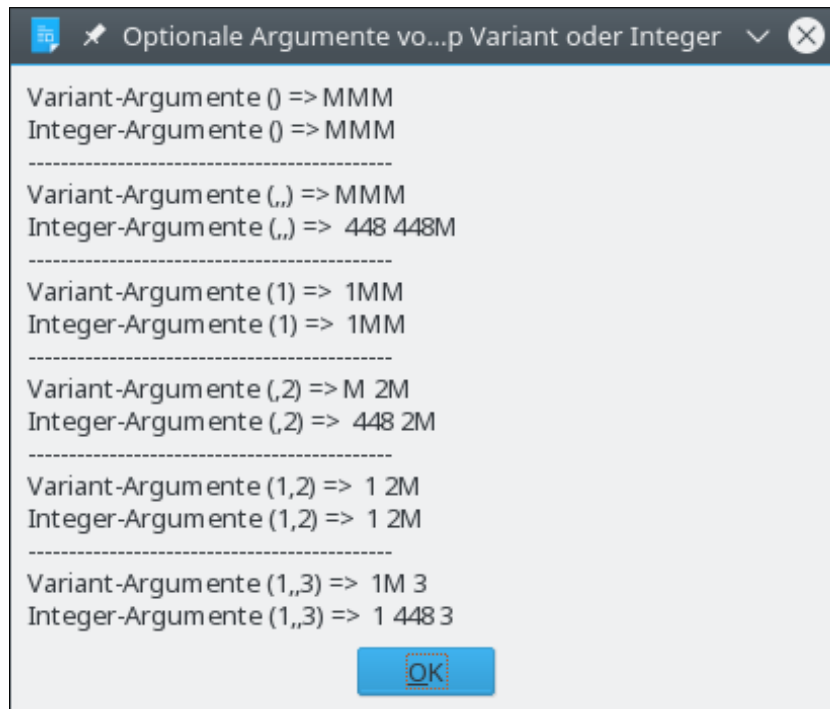 Optionale Argumente vo...p Variant oder Integer
Variant-Argumente () => MMM
Integer-Argumente () => MMM
---------------------------------------------
Variant-Argumente (,,) => MMM
Integer-Argumente (,,) => 448 448M
---------------------------------------------
Variant-Argumente (1) => 1MM
Integer-Argumente (1) => 1MM
---------------------------------------------
Variant-Argumente (,2) => M 2M
Integer-Argumente (,2) => 448 2M
---------------------------------------------
Variant-Argumente (1,2) => 1 2M
Integer-Argumente (1,2) => 1 2M
---------------------------------------------
Variant-Argumente (1,,3) => 1M 3
Integer-Argumente (1,,3) => 1 448 3
OK